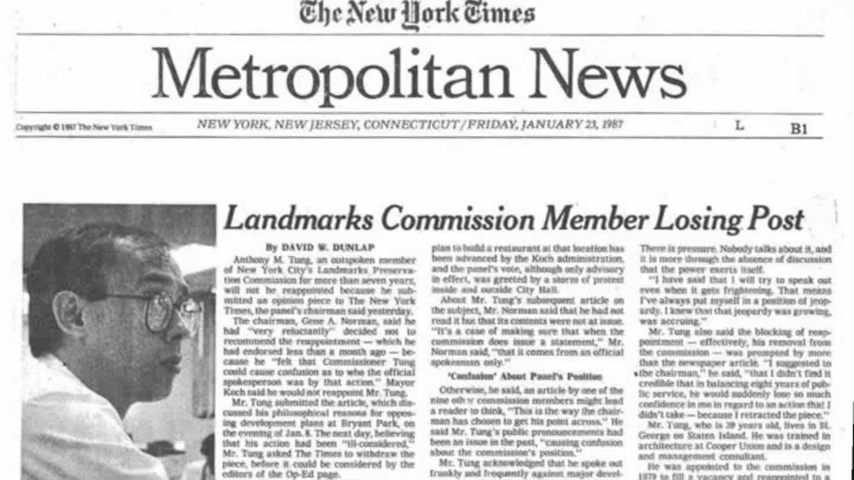 The New York Times
Metropolitan News
Copyright © 1987 The New York Times
NEW YORK, NEW JERSEY, CONNECTICUT/FRIDAY, JANUARY 23, 1987
L
B1
Landmarks Commission Member Losing Post
By DAVID W. DUNLAP
Anthony M. Tung, an outspoken member
of New York City's Landmarks Preserva-
tion Commission for more than seven years,
will not be reappointed because he sub-
mitted an opinion piece to The New York
Times, the panel's chairman said yesterday.
The chairman, Gene A. Norman, said he
had "very reluctantly" decided not to
recommend the reappointment — which he
had endorsed less than a month ago — be-
cause he "felt that Commissioner Tung
could cause confusion as to who the official
spokesperson was by that action." Mayor
Koch said he would not reappoint Mr. Tung.
Mr. Tung submitted the article, which dis-
cussed his philosophical reasons for oppos-
ing development plans at Bryant Park, on
the evening of Jan. 8. The next day, believing
that his action had been "ill-considered,"
Mr. Tung asked The Times to withdraw the
piece, before it could be considered by the
editors of the Op-Ed page.
plan to build a restaurant at that location has
been advanced by the Koch administration,
and the panel's vote, although only advisory
in effect, was greeted by a storm of protest
inside and outside City Hall.
About Mr. Tung's subsequent article on
the subject, Mr. Norman said that he had not
read it but that its contents were not at issue.
"It's a case of making sure that when the
commission does issue a statement," Mr.
Norman said, "that it comes from an official
spokesman only."
'Confusion' About Panel's Position
Otherwise, he said, an article by one of the
nine other commission members might lead
a reader to think, "This is the way the chair-
man has chosen to get his point across." He
said Mr. Tung's public pronouncements had
been an issue in the past, "causing confusion
about the commission's position."
Mr. Tung acknowledged that he spoke out
frankly and frequently against major devel-
There is pressure. Nobody talks about it, and
it is more through the absence of discussion
that the power exerts itself.
"I have said that I will try to speak out
even when it gets frightening. That means
I've always put myself in a position of jeop-
ardy. I knew that that jeopardy was growing,
was accruing."
Mr. Tung also said the blocking of reap-
pointment — effectively, his removal from
the commission — was prompted by more
than the newspaper article. "I suggested to
the chairman," he said, "that I didn't find it
credible that in balancing eight years of pub-
lic service, he would suddenly lose so much
confidence in me in regard to an action that I
didn't take — because I retracted the piece."
Mr. Tung, who is 39 years old, lives in St.
George on Staten Island. He was trained in
architecture at Cooper Union and is a design
and management consultant.
He was appointed to the commission in
1979 to fill a vacancy and reappointed to a